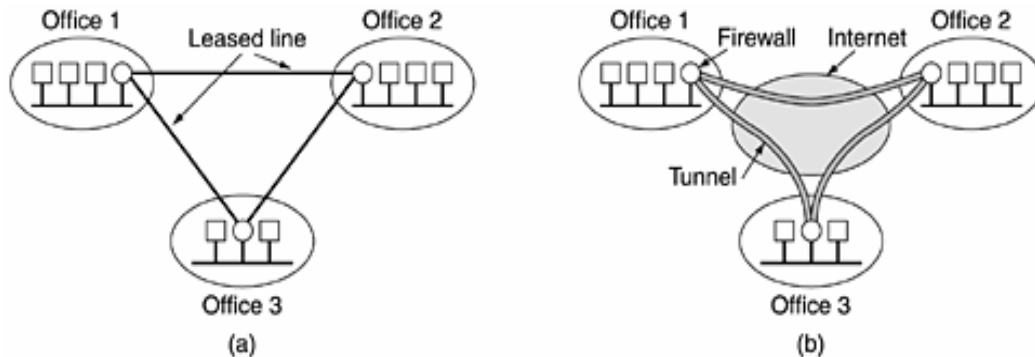 Office 1
Leased line
Office 2
Office 3
(a)
Office 1
Firewall
Internet
Office 2
Tunnel
Office 3
(b)